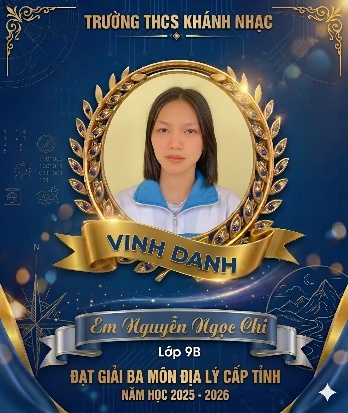 TRƯỜNG THCS KHÁNH NHẠC
VINH DANH
Em Nguyễn Ngọc Chi
Lớp 9B
ĐẠT GIẢI BA MÔN ĐỊA LÝ CẤP TỈNH
NĂM HỌC 2025 - 2026